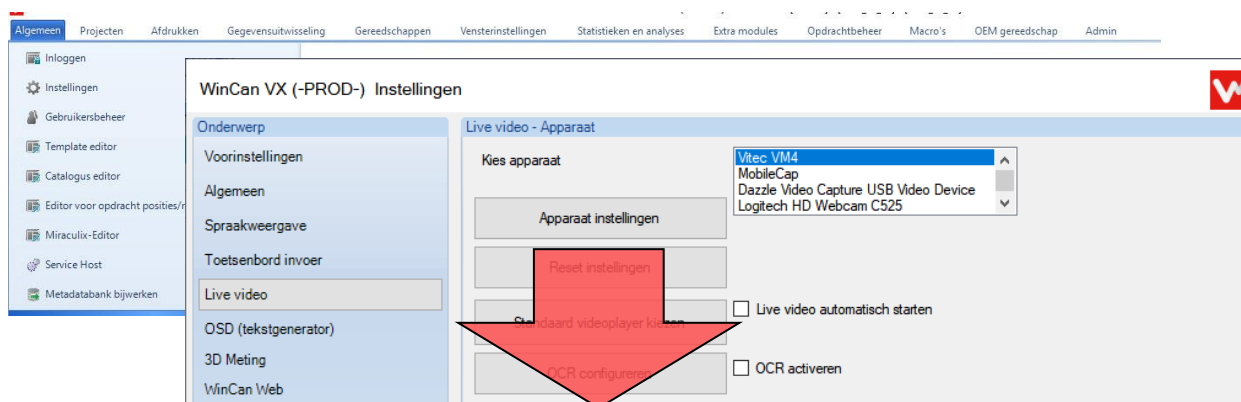 Algemeen Projecten Afdrukken Gegevensuitwisseling Gereedschappen Vensterinstellingen Statistieken en analyses Extra modules Opdrachtbeheer Macro's OEM gereedschap Admin
Inloggen
Instellingen
Gebruikersbeheer
Template editor
Catalogus editor
Editor voor opdracht posities/
Miraculix-Editor
Service Host
Metadatabank bijwerken
WinCan VX (-PROD-) Instellingen
Onderwerp
Voorinstellingen
Algemeen
Spraakweergave
Toetsenbord invoer
Live video
OSD (tekstgenerator)
3D Meting
WinCan Web
Live video - Apparaat
Kies apparaat
Vitec VM4
MobileCap
Dazzle Video Capture USB Video Device
Logitech HD Webcam C525
Apparaat instellingen
Reset instellingen
Standaard videoplayer kiezen
Live video automatisch starten
OCR configureren
OCR activeren